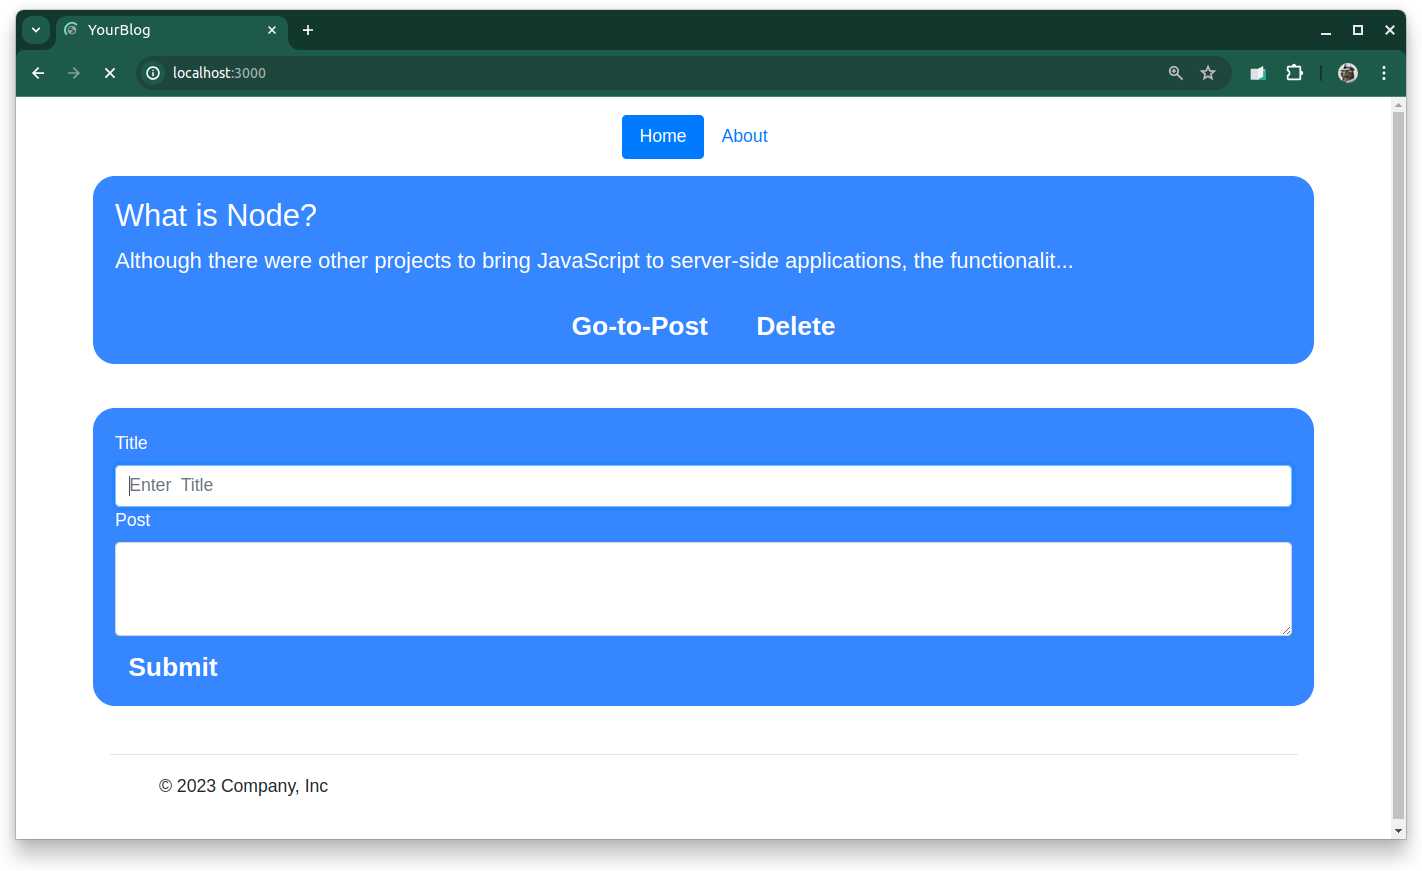 YourBlog
localhost:3000
Home About
What is Node?
Although there were other projects to bring JavaScript to server-side applications, the functionalit...
Go-to-Post Delete
Title
Enter Title
Post
Submit
© 2023 Company, Inc